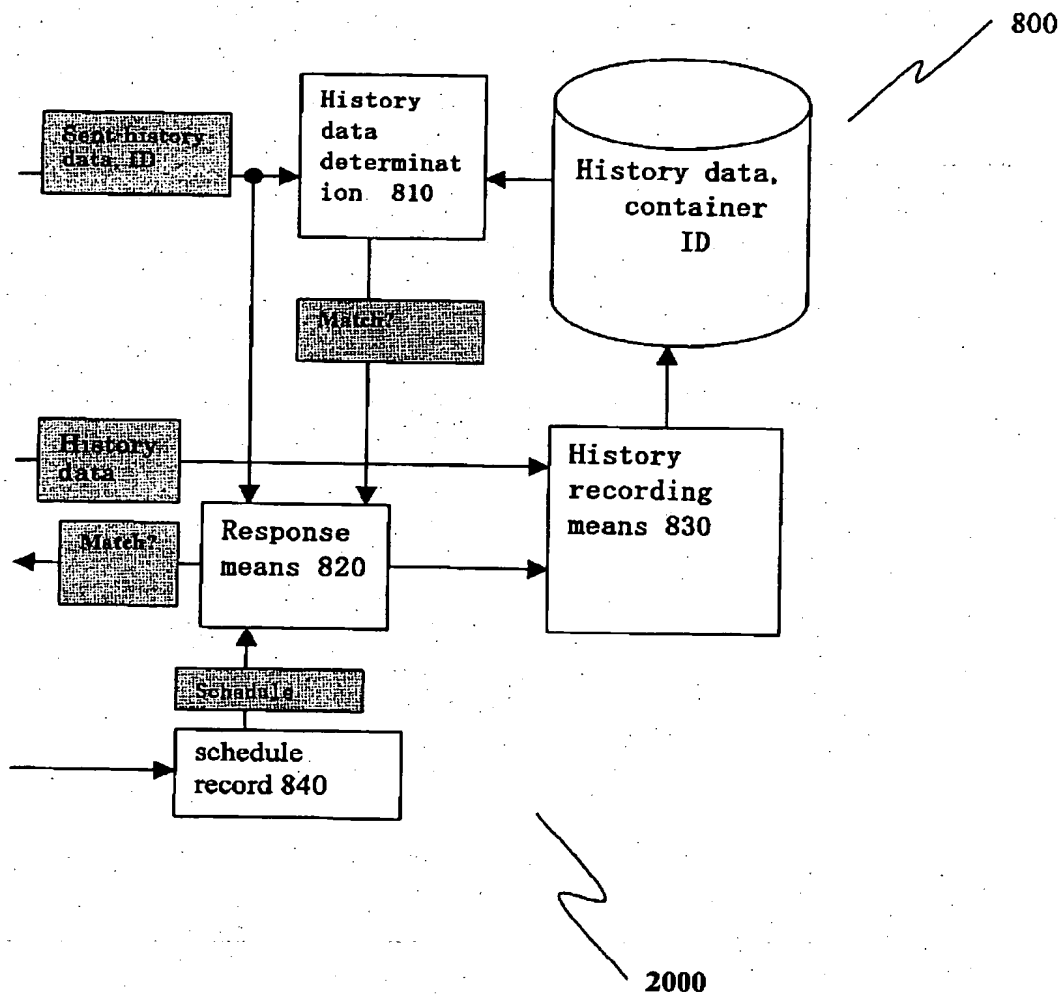 800
Sent-history
data, ID
History
data
determinat
ion 810
History data,
container
ID
Match?
History
data
History
recording
means 830
Match?
Response
means 820
Schedule
schedule
record 840
2000